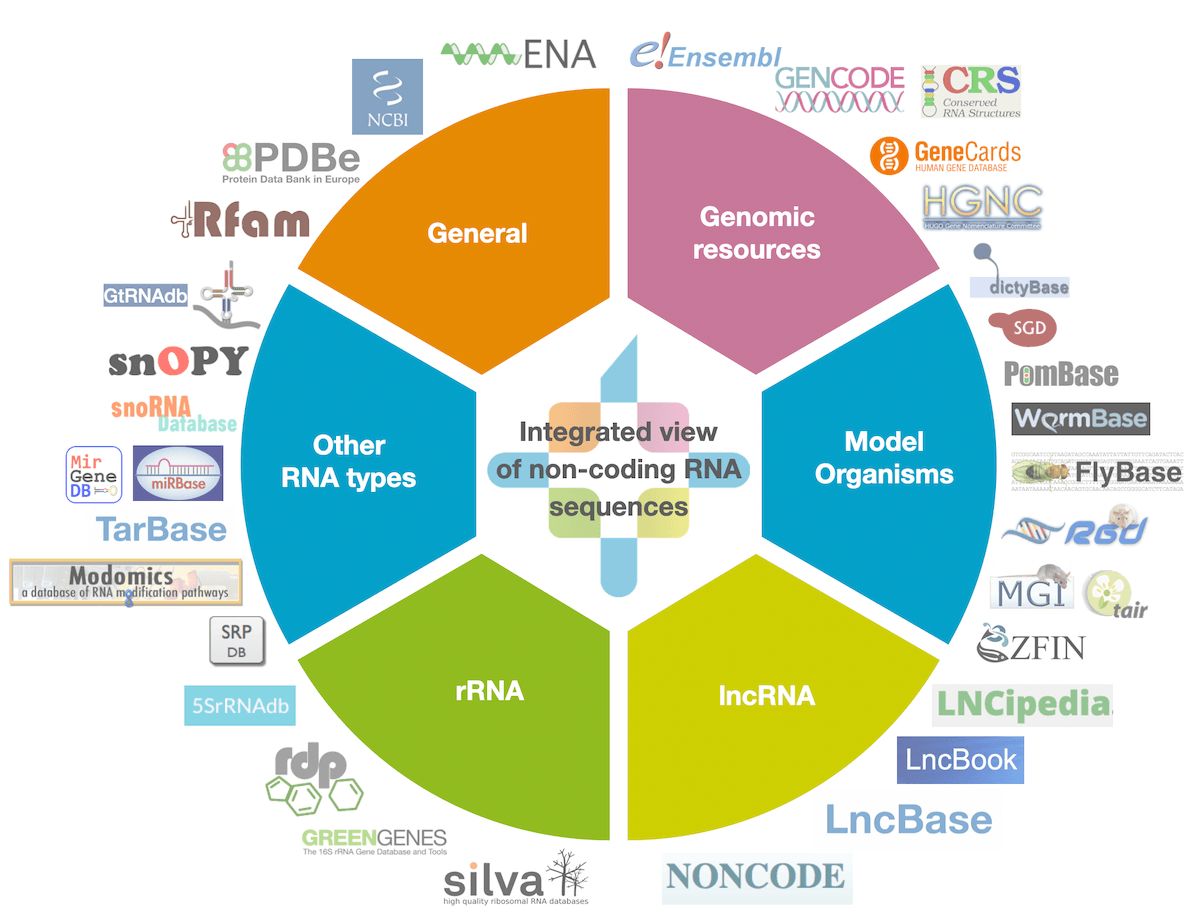 ENA
e!Ensembl
NCBI
GENCODE
CRS
Conserved
RNA Structures
PDBe
Protein Data Bank in Europe
GeneCards
HUMAN GENE DATABASE
Rfam
General
Genomic
resources
HGNC
HUGO Gene Nomenclature Committee
GtRNAdb
dictyBase
SGD
snOPY
PomBase
snoRNA
Database
WormBase
Integrated view
of non-coding RNA
sequences
Other
RNA types
Model
Organisms
Mir
Gene
DB
miRBase
FlyBase
TarBase
RGD
Modomics
a database of RNA modification pathways
MGI
tair
SRP
DB
ZFIN
rRNA
lncRNA
5SrRNAdb
LNCipedia
rdp
LncBook
GREENGENES
The 16S rRNA Gene Database and Tools
LncBase
silva
high quality ribosomal RNA databases
NONCODE